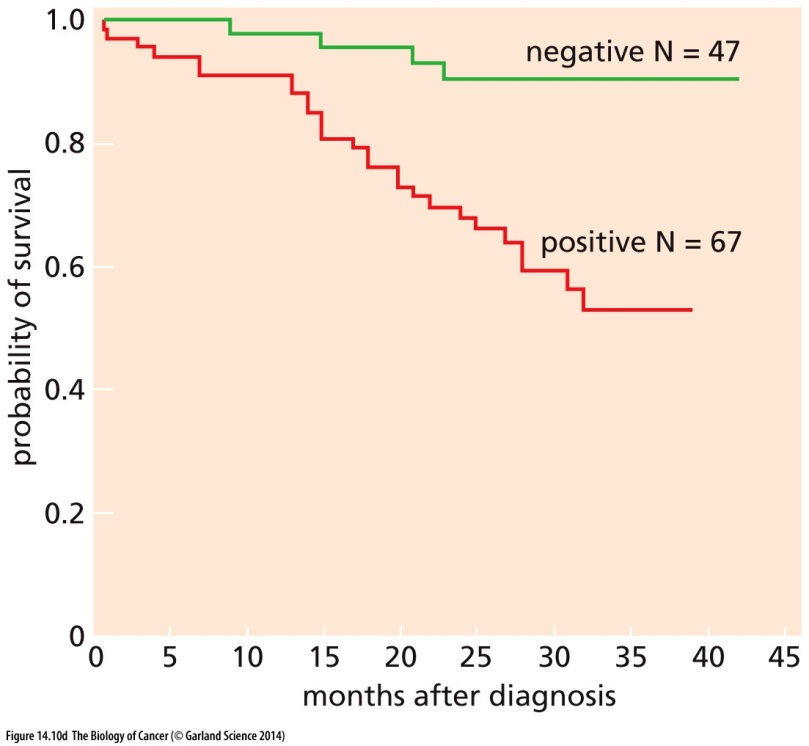 1.0
negative N = 47
0.8
probability of survival
positive N = 67
0.6
0.4
0.2
0
0 5 10 15 20 25 30 35 40 45
months after diagnosis
Figure 14.10d The Biology of Cancer (© Garland Science 2014)